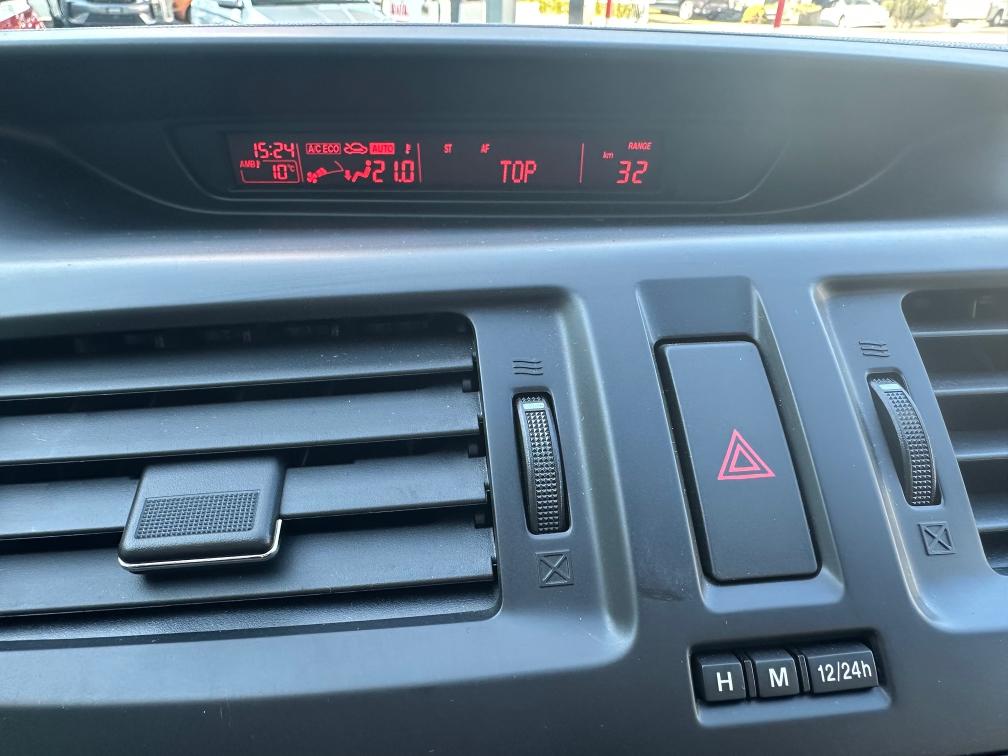 15:24 A/C ECO AUTO ST AF RANGE
AMB 10°C 21.0 TOP km 32
H M 12/24h